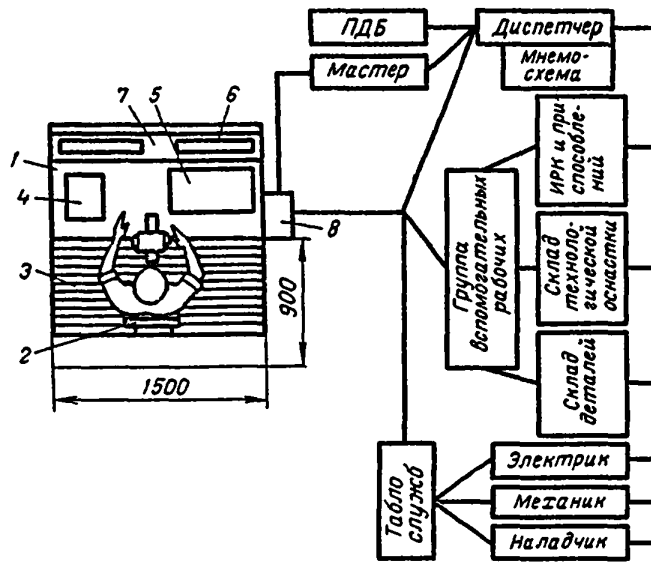 ПДБ
Диспетчер
Мнемо-
схема
Мастер
7
5
6
1
4
8
3
2
900
1500
ИРК и при-
способле-
ний
Группа
вспомогательных
рабочих
Склад
техноло-
гической
оснастки
Склад
деталей
Табло
служб
Электрик
Механик
Наладчик